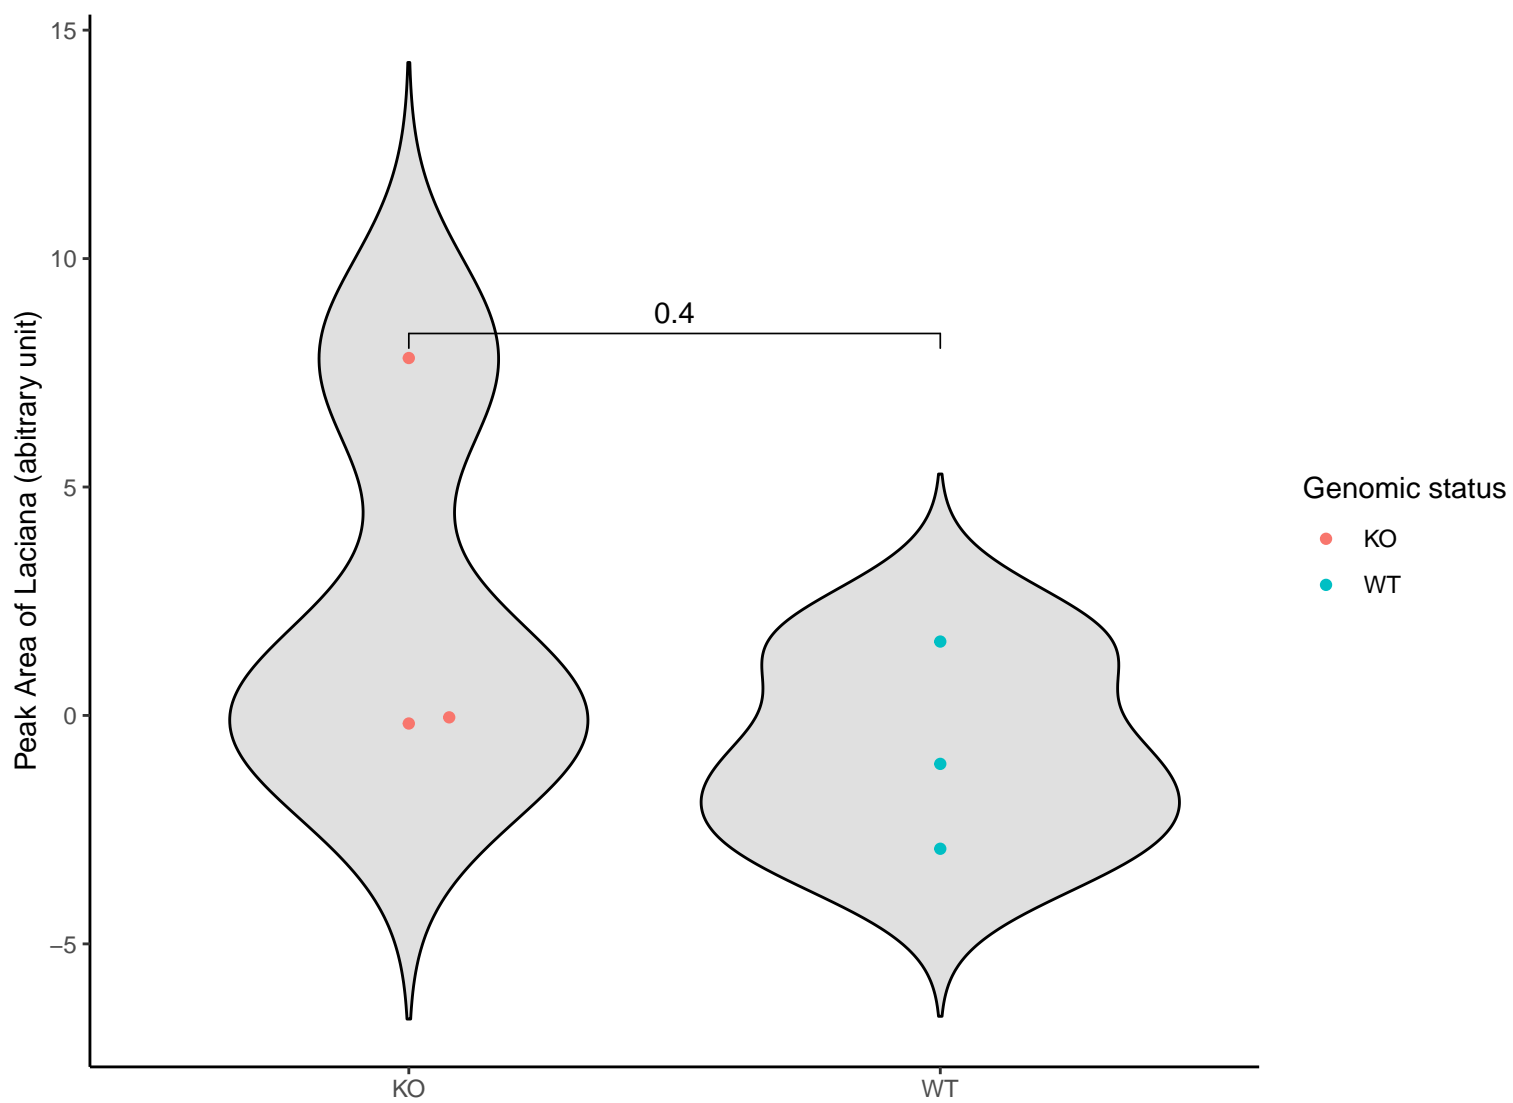 Peak Area of Laciana (abitrary unit)
15
10
5
0
−5
0.4
KO
WT
Genomic status
KO
WT